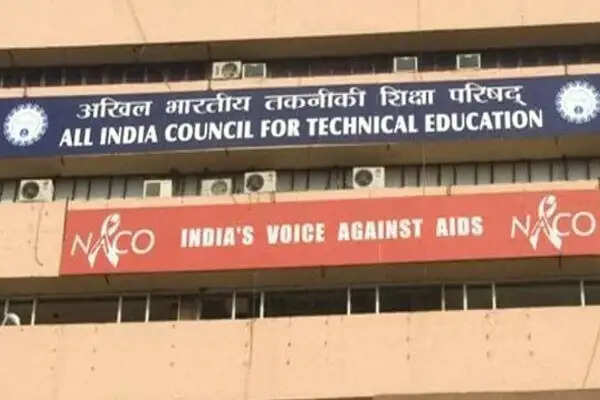 अखिल भारतीय तकनीकी शिक्षा परिषद्
ALL INDIA COUNCIL FOR TECHNICAL EDUCATION
NACO INDIA'S VOICE AGAINST AIDS NACO